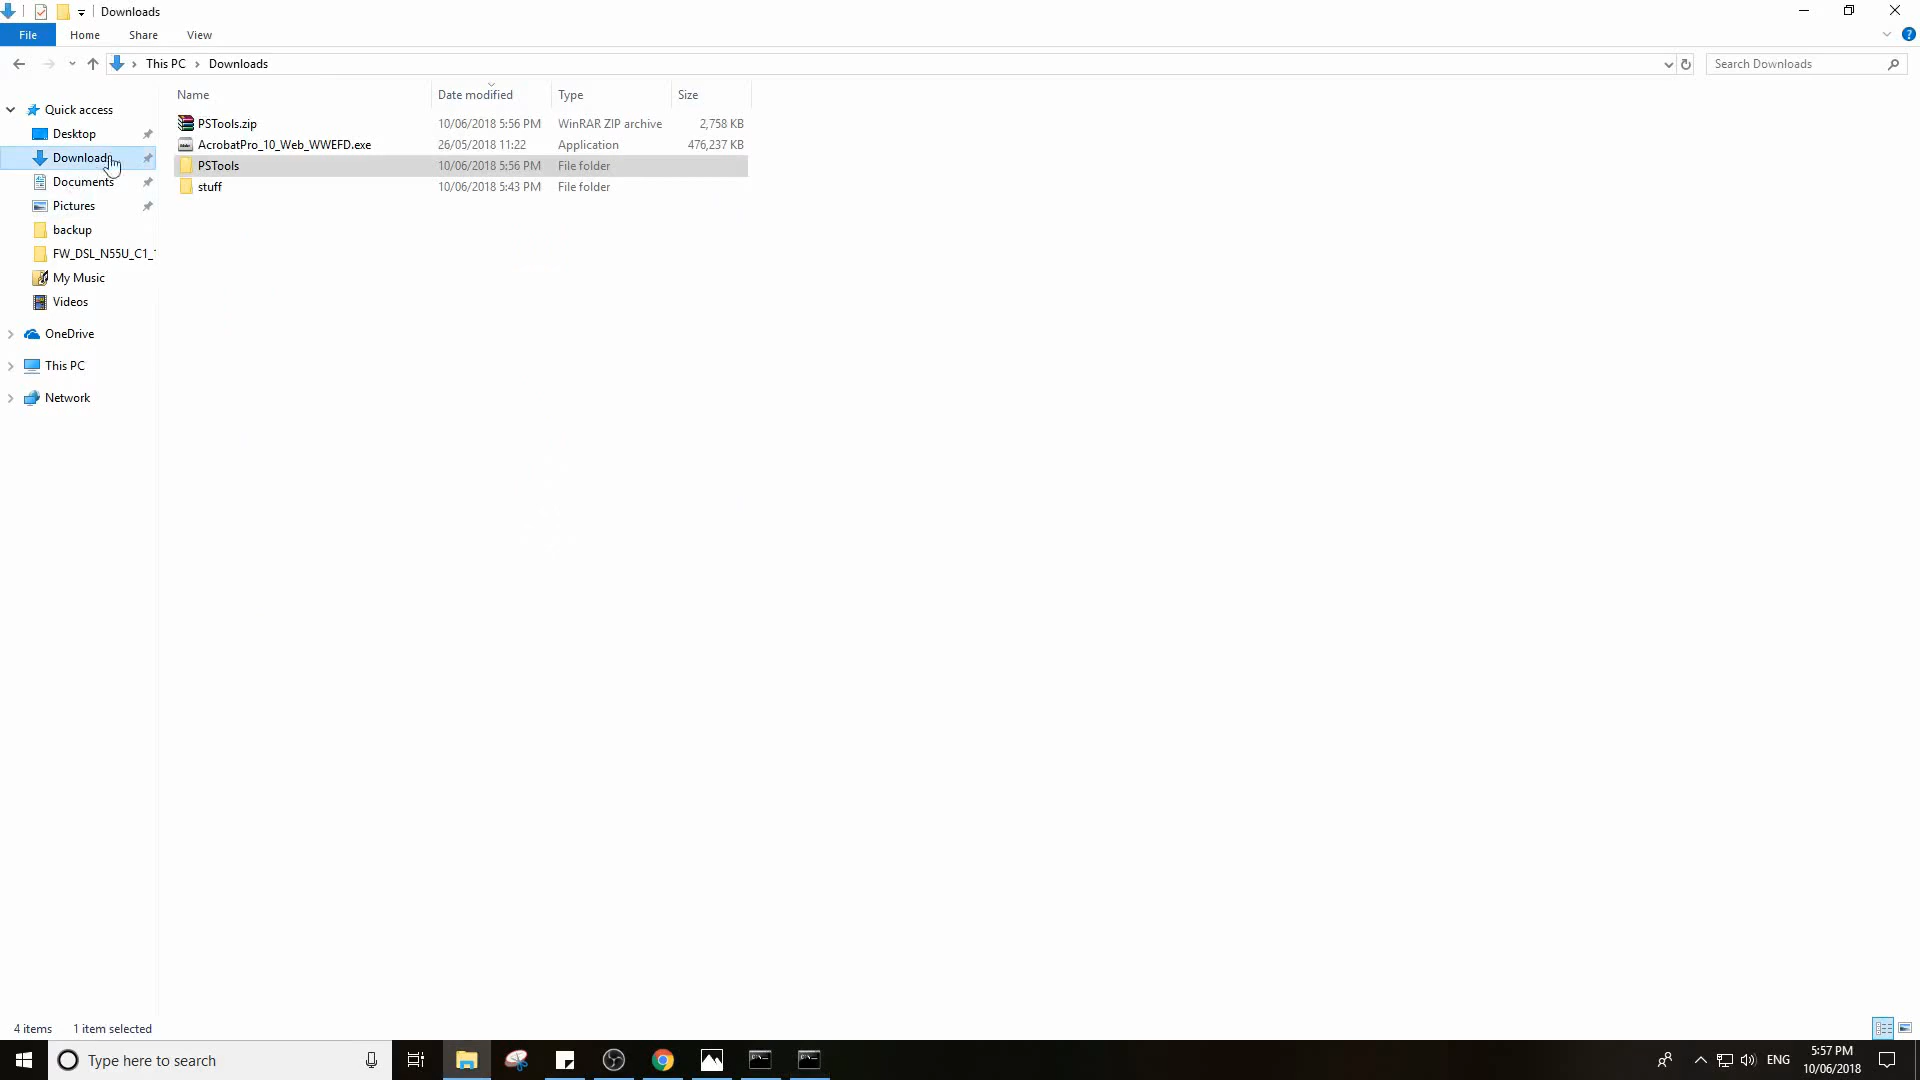 Downloads
File Home Share View
This PC Downloads Search Downloads
Name Date modified Type Size
PSTools.zip 10/06/2018 5:56 PM WinRAR ZIP archive 2,758 KB
AcrobatPro_10_Web_WWEFD.exe 26/05/2018 11:22 Application 476,237 KB
PSTools 10/06/2018 5:56 PM File folder
stuff 10/06/2018 5:43 PM File folder
Quick access
Desktop
Downloads
Documents
Pictures
backup
FW_DSL_N55U_C1_
My Music
Videos
OneDrive
This PC
Network
4 items 1 item selected
Type here to search
ENG
5:57 PM
10/06/2018